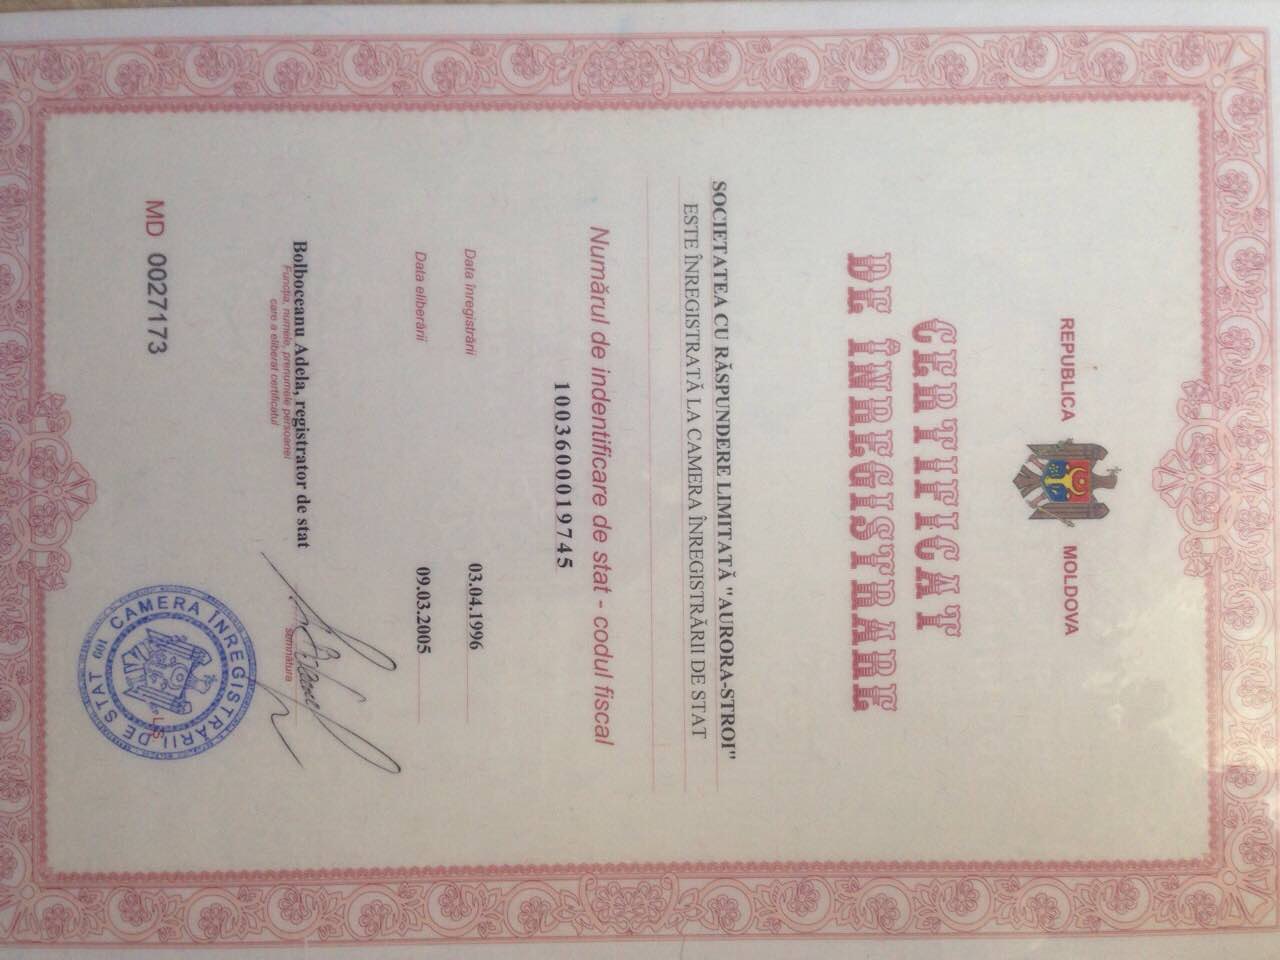 REPUBLICA MOLDOVA
CERTIFICAT
DE ÎNREGISTRARE
SOCIETATEA CU RĂSPUNDERE LIMITATĂ "AURORA-STROI"
ESTE ÎNREGISTRATĂ LA CAMERA ÎNREGISTRĂRII DE STAT
Numărul de indentificare de stat - codul fiscal
1003600019745
Data înregistrării 03.04.1996
Data eliberării 09.03.2005
Bolboceanu Adela, registrator de stat
Funcţia, numele, prenumele persoanei
care a eliberat certificatul
semnătura
L.Ş.
CAMERA ÎNREGISTRĂRII DE STAT 109
MD 0027173